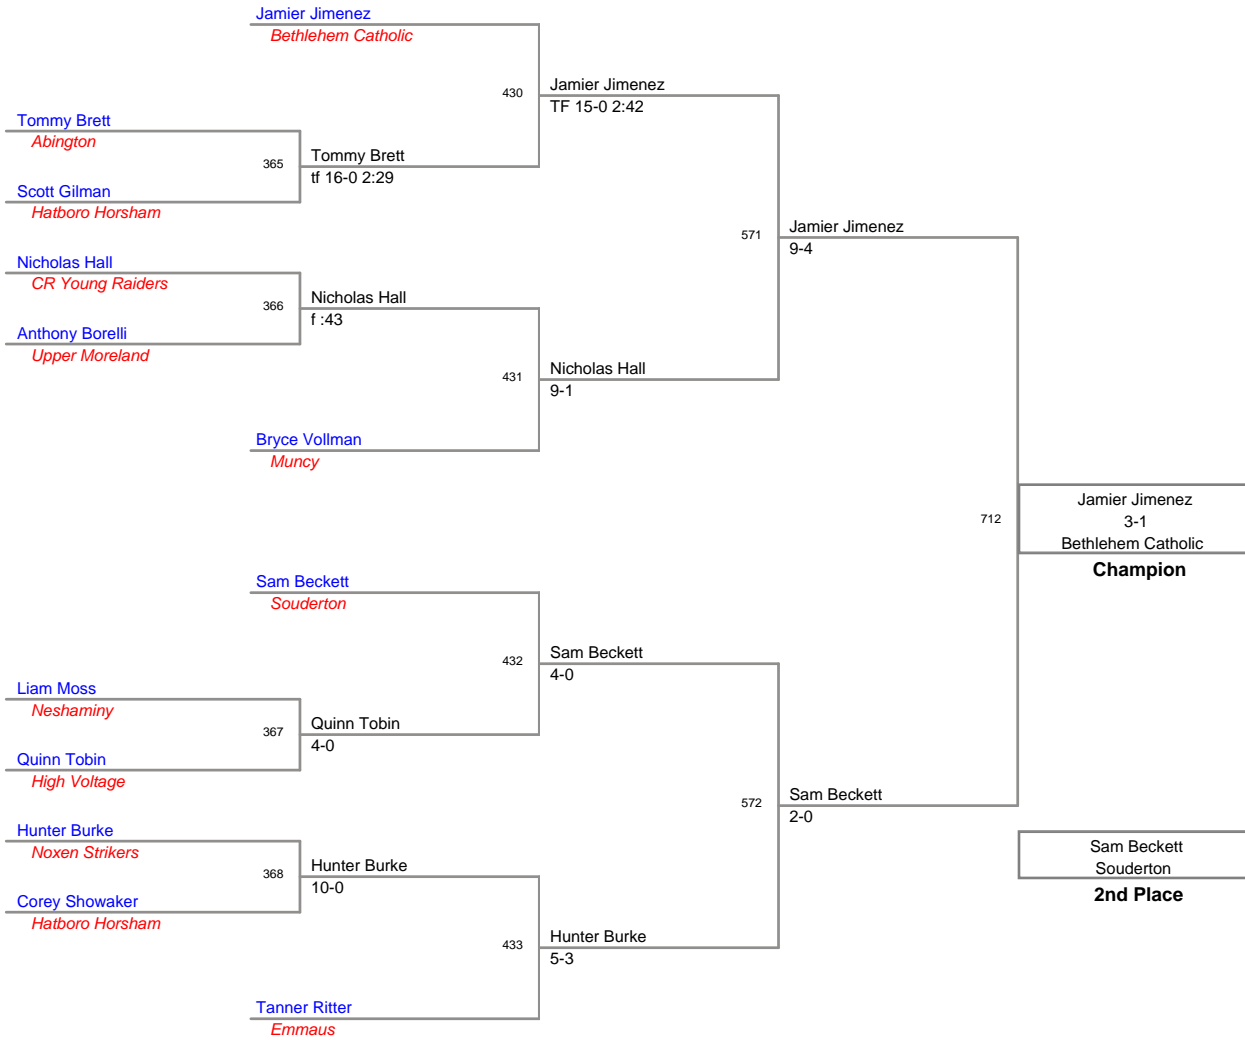 Jamier Jimenez
Bethlehem Catholic
430
Jamier Jimenez
TF 15-0 2:42
Tommy Brett
Abington
365
Tommy Brett
tf 16-0 2:29
Scott Gilman
Hatboro Horsham
571
Jamier Jimenez
9-4
Nicholas Hall
CR Young Raiders
366
Nicholas Hall
f :43
Anthony Borelli
Upper Moreland
431
Nicholas Hall
9-1
Bryce Vollman
Muncy
712
Jamier Jimenez
3-1
Bethlehem Catholic
Champion
Sam Beckett
Souderton
432
Sam Beckett
4-0
Liam Moss
Neshaminy
367
Quinn Tobin
4-0
Quinn Tobin
High Voltage
572
Sam Beckett
2-0
Hunter Burke
Noxen Strikers
368
Hunter Burke
10-0
Corey Showaker
Hatboro Horsham
Sam Beckett
Souderton
2nd Place
433
Hunter Burke
5-3
Tanner Ritter
Emmaus